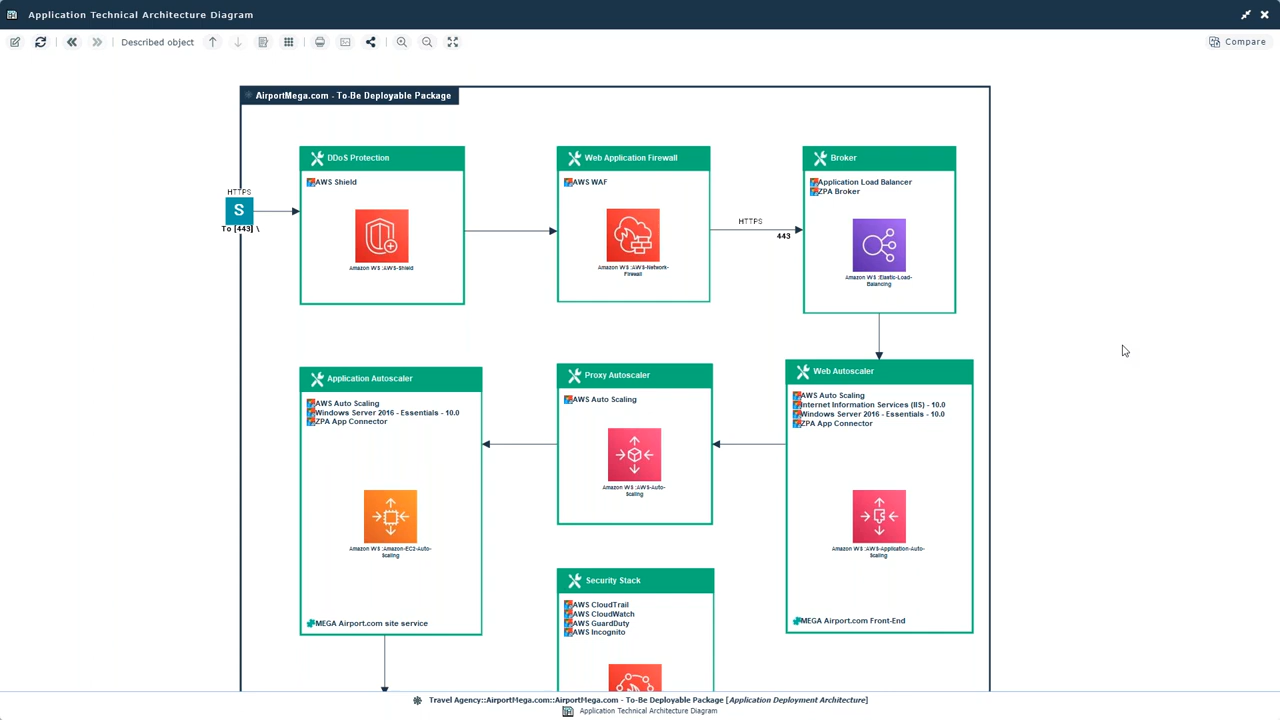 Application Technical Architecture Diagram
Described object
Compare
AirportMega.com - To-Be Deployable Package
DDoS Protection
AWS Shield
Amazon WS :AWS-Shield
HTTPS
S
To [443] \
Web Application Firewall
AWS WAF
Amazon WS :AWS-Network-
Firewall
HTTPS
443
Broker
Application Load Balancer
ZPA Broker
Amazon WS :Elastic-Load-
Balancing
Application Autoscaler
AWS Auto Scaling
Windows Server 2016 - Essentials - 10.0
ZPA App Connector
Amazon WS :Amazon-EC2-Auto-
Scaling
MEGA Airport.com site service
Proxy Autoscaler
AWS Auto Scaling
Amazon WS :AWS-Auto-
Scaling
Web Autoscaler
AWS Auto Scaling
Internet Information Services (IIS) - 10.0
Windows Server 2016 - Essentials - 10.0
ZPA App Connector
Amazon WS :AWS-Application-Auto-
Scaling
MEGA Airport.com Front-End
Security Stack
AWS CloudTrail
AWS CloudWatch
AWS GuardDuty
AWS Incognito
Travel Agency::AirportMega.com::AirportMega.com - To-Be Deployable Package [Application Deployment Architecture]
Application Technical Architecture Diagram